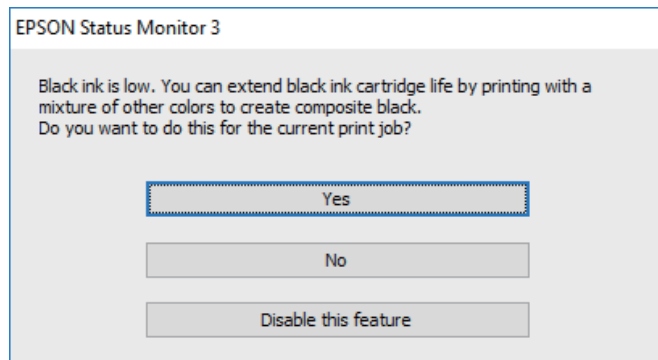 EPSON Status Monitor 3
Black ink is low. You can extend black ink cartridge life by printing with a
mixture of other colors to create composite black.
Do you want to do this for the current print job?
Yes
No
Disable this feature